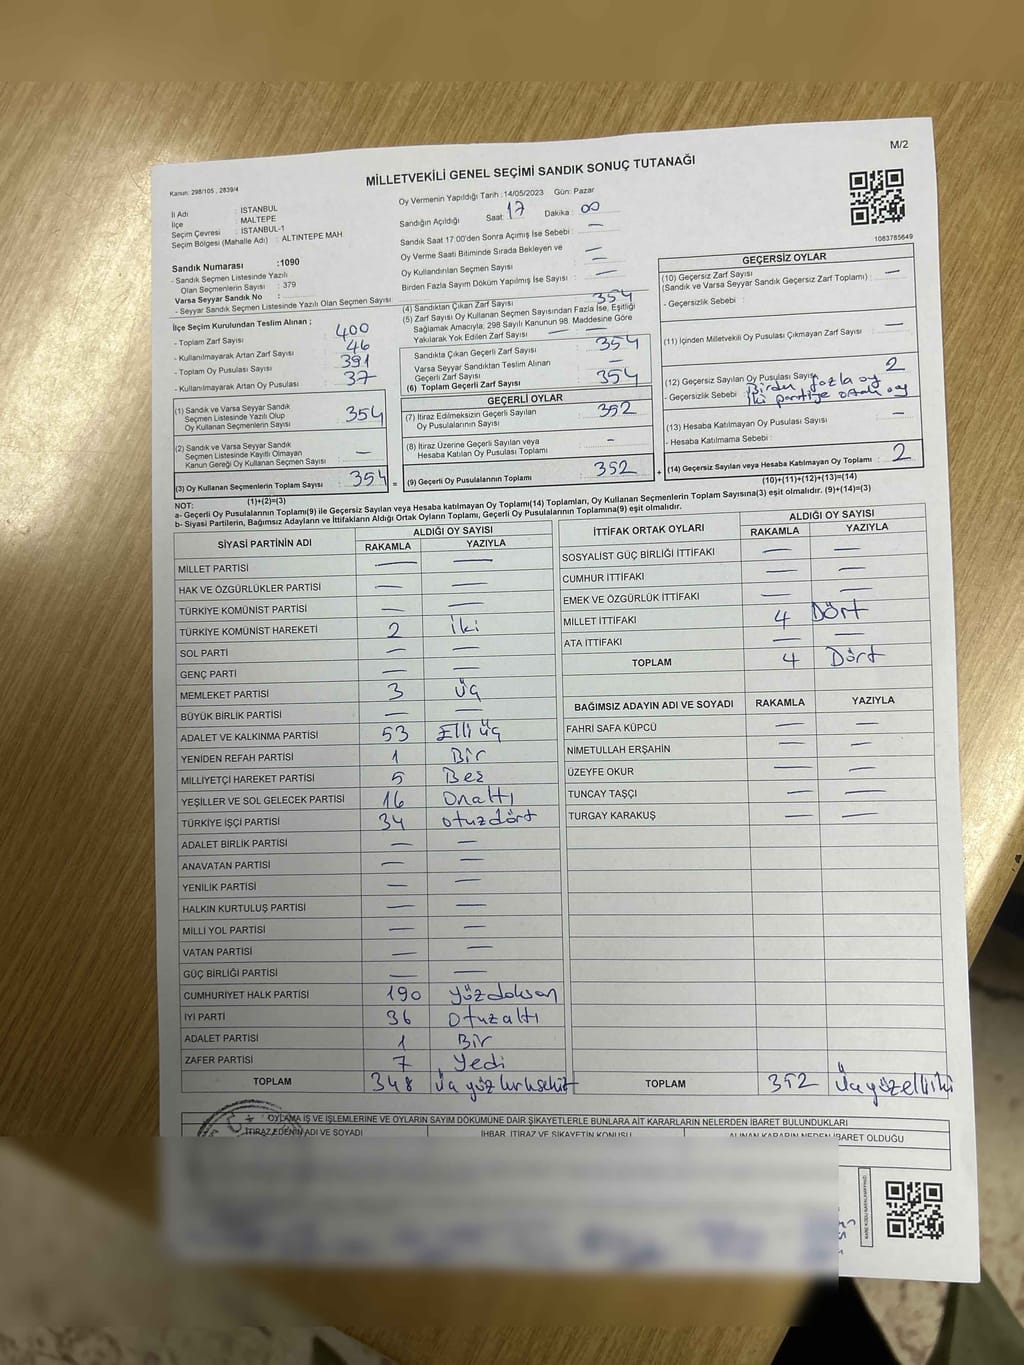 M/2
MİLLETVEKİLİ GENEL SEÇİMİ SANDIK SONUÇ TUTANAĞI
Kanun: 298/105 , 2839/4
İl Adı : İSTANBUL
İlçe : MALTEPE
Seçim Çevresi : İSTANBUL-1
Seçim Bölgesi (Mahalle Adı) : ALTINTEPE MAH.
Sandık Numarası :1090
- Sandık Seçmen Listesinde Yazılı
Olan Seçmenlerin Sayısı : 379
Varsa Seyyar Sandık No :
- Seyyar Sandık Seçmen Listesinde Yazılı Olan Seçmen Sayısı :
Oy Vermenin Yapıldığı Tarih : 14/05/2023 Gün: Pazar
Sandığın Açıldığı Saat: 17 Dakika : 00
Sandık Saat 17.00'den Sonra Açımış İse Sebebi : —
Oy Verme Saati Bitiminde Sırada Bekleyen ve
Oy Kullandırılan Seçmen Sayısı : —
Birden Fazla Sayım Döküm Yapılmış İse Sayısı : —
1083785649
İlçe Seçim Kurulundan Teslim Alınan ;
- Toplam Zarf Sayısı : 400
- Kullanılmayarak Artan Zarf Sayısı : 46
- Toplam Oy Pusulası Sayısı : 391
- Kullanılmayarak Artan Oy Pusulası : 37
(1) Sandık ve Varsa Seyyar Sandık
Seçmen Listesinde Yazılı Olup
Oy Kullanan Seçmenlerin Sayısı : 354
(2) Sandık ve Varsa Seyyar Sandık
Seçmen Listesinde Kayıtlı Olmayan
Kanun Gereği Oy Kullanan Seçmen Sayısı : —
(3) Oy Kullanan Seçmenlerin Toplam Sayısı : 354 =
(1)+(2)=(3)
(4) Sandıktan Çıkan Zarf Sayısı : 354
(5) Zarf Sayısı Oy Kullanan Seçmen Sayısından Fazla İse, Eşitliği
Sağlamak Amacıyla; 298 Sayılı Kanunun 98. Maddesine Göre
Yakılarak Yok Edilen Zarf Sayısı : —
Sandıkta Çıkan Geçerli Zarf Sayısı : 354
Varsa Seyyar Sandıktan Teslim Alınan
Geçerli Zarf Sayısı : —
(6) Toplam Geçerli Zarf Sayısı : 354
GEÇERLİ OYLAR
(7) İtiraz Edilmeksizin Geçerli Sayılan
Oy Pusulalarının Sayısı : 352
(8) İtiraz Üzerine Geçerli Sayılan veya
Hesaba Katılan Oy Pusulası Toplamı : -
(9) Geçerli Oy Pusulalarının Toplamı : 352 +
GEÇERSİZ OYLAR
(10) Geçersiz Zarf Sayısı : —
(Sandık ve Varsa Seyyar Sandık Geçersiz Zarf Toplamı)
- Geçersizlik Sebebi :
(11) İçinden Milletvekili Oy Pusulası Çıkmayan Zarf Sayısı : —
(12) Geçersiz Sayılan Oy Pusulası Sayısı : 2
- Geçersizlik Sebebi : Birden fazla oy
İki partiye ortak oy
(13) Hesaba Katılmayan Oy Pusulası Sayısı : —
- Hesaba Katılmama Sebebi :
(14) Geçersiz Sayılan veya Hesaba Katılmayan Oy Toplamı : 2
(10)+(11)+(12)+(13)=(14)
NOT:
a- Geçerli Oy Pusulalarının Toplamı(9) ile Geçersiz Sayılan veya Hesaba katılmayan Oy Toplamı(14) Toplamları, Oy Kullanan Seçmenlerin Toplam Sayısına(3) eşit olmalıdır. (9)+(14)=(3)
b- Siyasi Partilerin, Bağımsız Adayların ve İttifakların Aldığı Ortak Oyların Toplamı, Geçerli Oy Pusulalarının Toplamına(9) eşit olmalıdır.
SİYASİ PARTİNİN ADI ALDIĞI OY SAYISI
RAKAMLA YAZIYLA
MİLLET PARTİSİ — —
HAK VE ÖZGÜRLÜKLER PARTİSİ — —
TÜRKİYE KOMÜNİST PARTİSİ — —
TÜRKİYE KOMÜNİST HAREKETİ 2 iki
SOL PARTİ — —
GENÇ PARTİ — —
MEMLEKET PARTİSİ 3 üç
BÜYÜK BİRLİK PARTİSİ — —
ADALET VE KALKINMA PARTİSİ 53 Elli üç
YENİDEN REFAH PARTİSİ 1 Bir
MİLLİYETÇİ HAREKET PARTİSİ 5 Beş
YEŞİLLER VE SOL GELECEK PARTİSİ 16 Onaltı
TÜRKİYE İŞÇİ PARTİSİ 34 otuzdört
ADALET BİRLİK PARTİSİ — —
ANAVATAN PARTİSİ — —
YENİLİK PARTİSİ — —
HALKIN KURTULUŞ PARTİSİ — —
MİLLİ YOL PARTİSİ — —
VATAN PARTİSİ — —
GÜÇ BİRLİĞİ PARTİSİ — —
CUMHURİYET HALK PARTİSİ 190 yüzdoksan
İYİ PARTİ 36 Otuzaltı
ADALET PARTİSİ 1 Bir
ZAFER PARTİSİ 7 Yedi
TOPLAM 348 Üç yüz kırksekiz
İTTİFAK ORTAK OYLARI ALDIĞI OY SAYISI
RAKAMLA YAZIYLA
SOSYALİST GÜÇ BİRLİĞİ İTTİFAKI — —
CUMHUR İTTİFAKI — —
EMEK VE ÖZGÜRLÜK İTTİFAKI — —
MİLLET İTTİFAKI 4 Dört
ATA İTTİFAKI — —
TOPLAM 4 Dört
BAĞIMSIZ ADAYIN ADI VE SOYADI RAKAMLA YAZIYLA
FAHRİ SAFA KÜPCÜ — —
NİMETULLAH ERŞAHİN — —
ÜZEYFE OKUR — —
TUNCAY TAŞÇI — —
TURGAY KARAKUŞ — —
TOPLAM 352 Üçyüzelliiki
OYLAMA İŞ VE İŞLEMLERİNE VE OYLARIN SAYIM DÖKÜMÜNE DAİR ŞİKAYETLERLE BUNLARA AİT KARARLARIN NELERDEN İBARET BULUNDUKLARI
İTİRAZ EDENİN ADI VE SOYADI İHBAR, İTİRAZ VE ŞİKAYETİN KONUSU ALINAN KARARIN NEDEN İBARET OLDUĞU